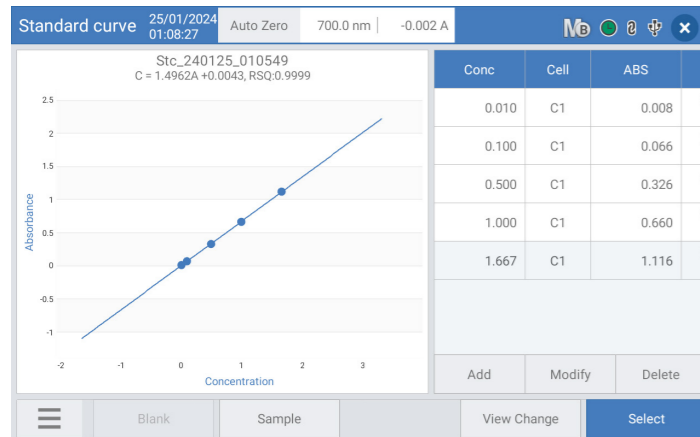 Standard curve
25/01/2024
01:08:27
Auto Zero
700.0 nm
-0.002 A
MB
Stc_240125_010549
C = 1.4962A +0.0043, RSQ:0.9999
Absorbance
2.5
2
1.5
1
0.5
0
-0.5
-1
-2 -1 0 1 2 3
Concentration
Conc Cell ABS
0.010 C1 0.008
0.100 C1 0.066
0.500 C1 0.326
1.000 C1 0.660
1.667 C1 1.116
Add Modify Delete
Blank Sample View Change Select